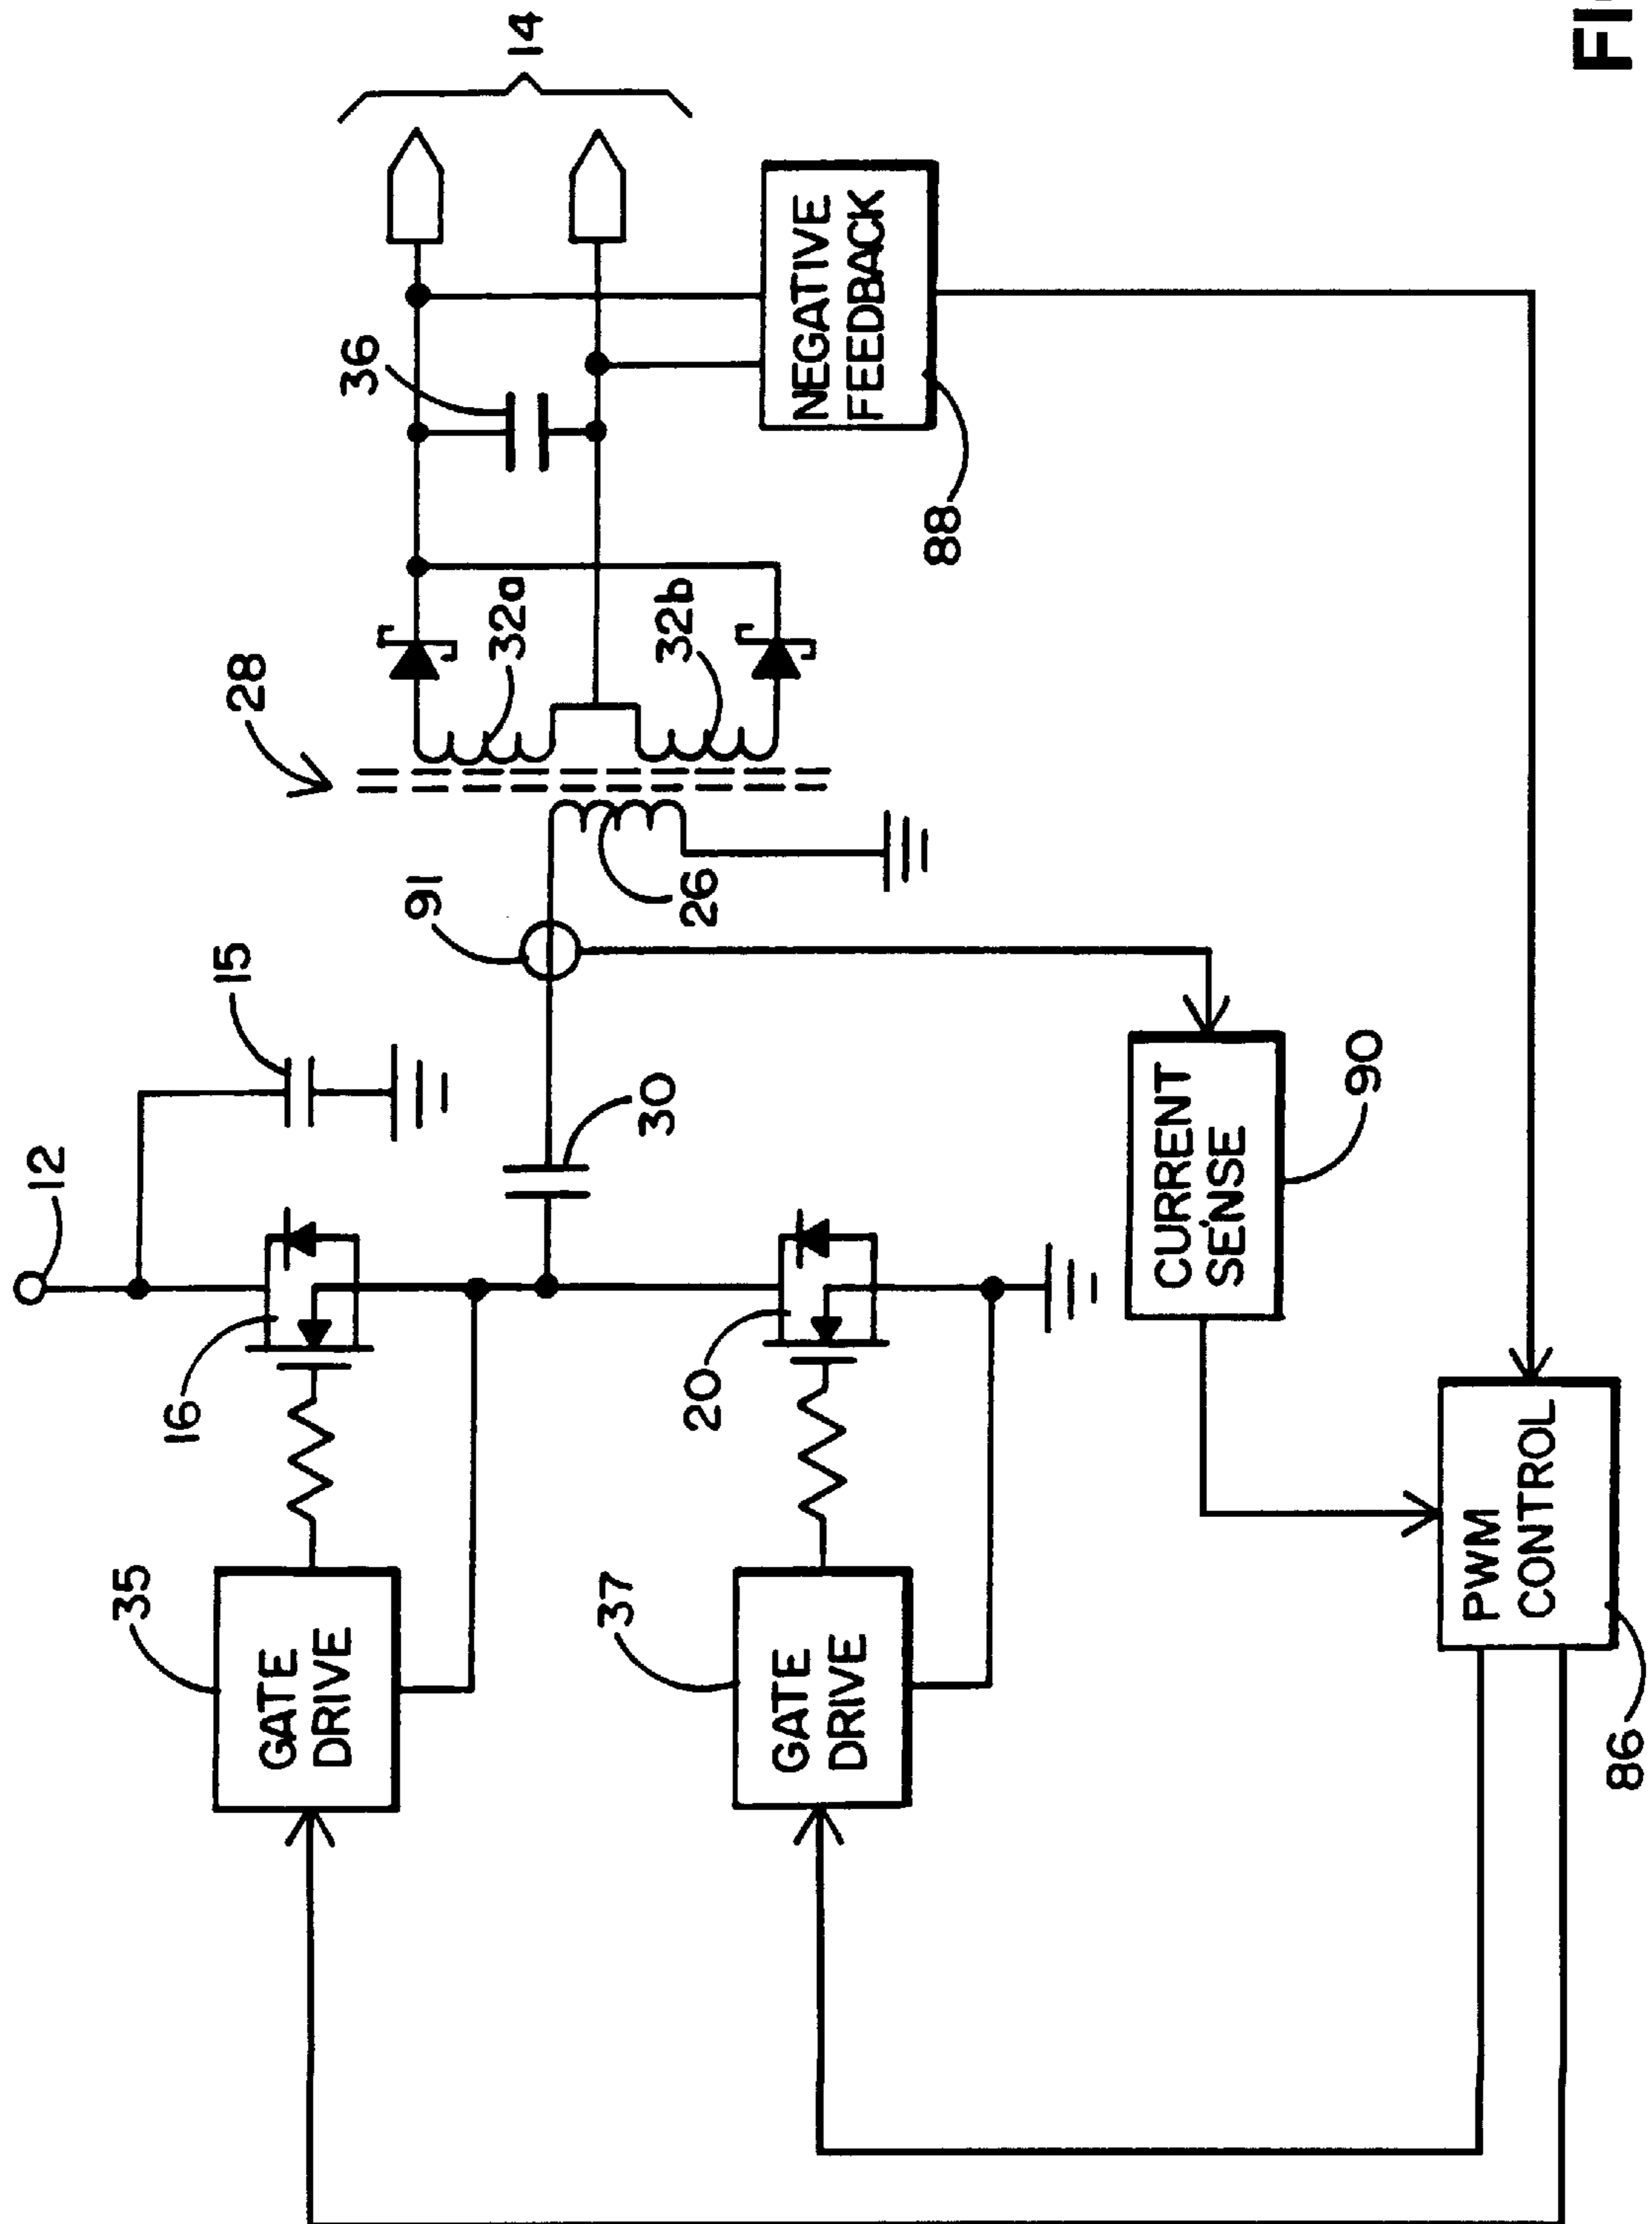 12
35
GATE
DRIVE
16
15
28
91
36
14
32a
32b
30
26
37
GATE
DRIVE
20
NEGATIVE
FEEDBACK
88
CURRENT
SENSE
90
PWM
CONTROL
86
FI